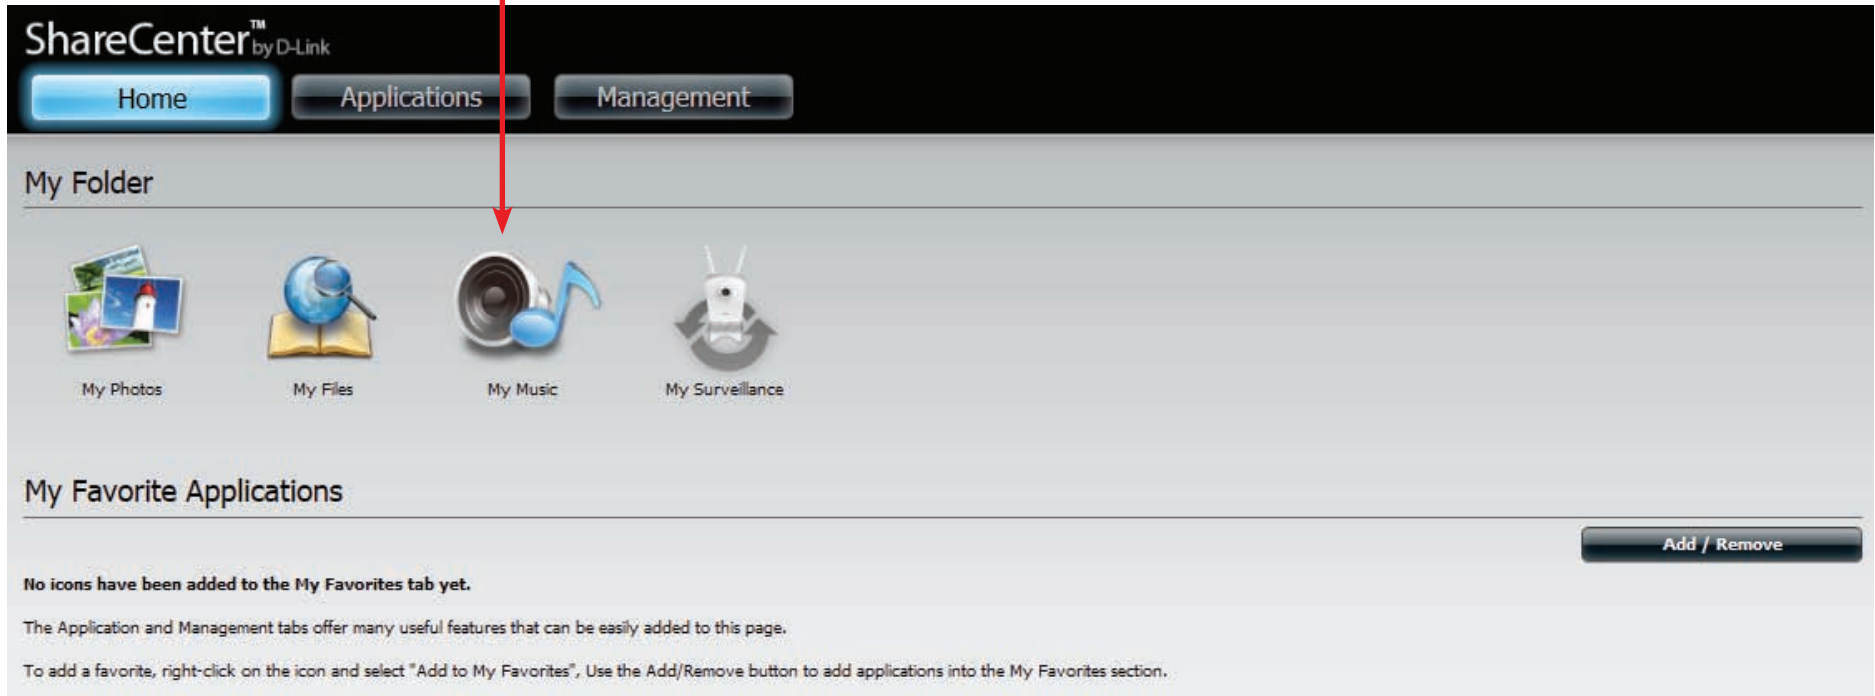 ShareCenter™ by D-Link
Home Applications Management
My Folder
My Photos My Files My Music My Surveillance
My Favorite Applications
Add / Remove
No icons have been added to the My Favorites tab yet.
The Application and Management tabs offer many useful features that can be easily added to this page.
To add a favorite, right-click on the icon and select "Add to My Favorites", Use the Add/Remove button to add applications into the My Favorites section.